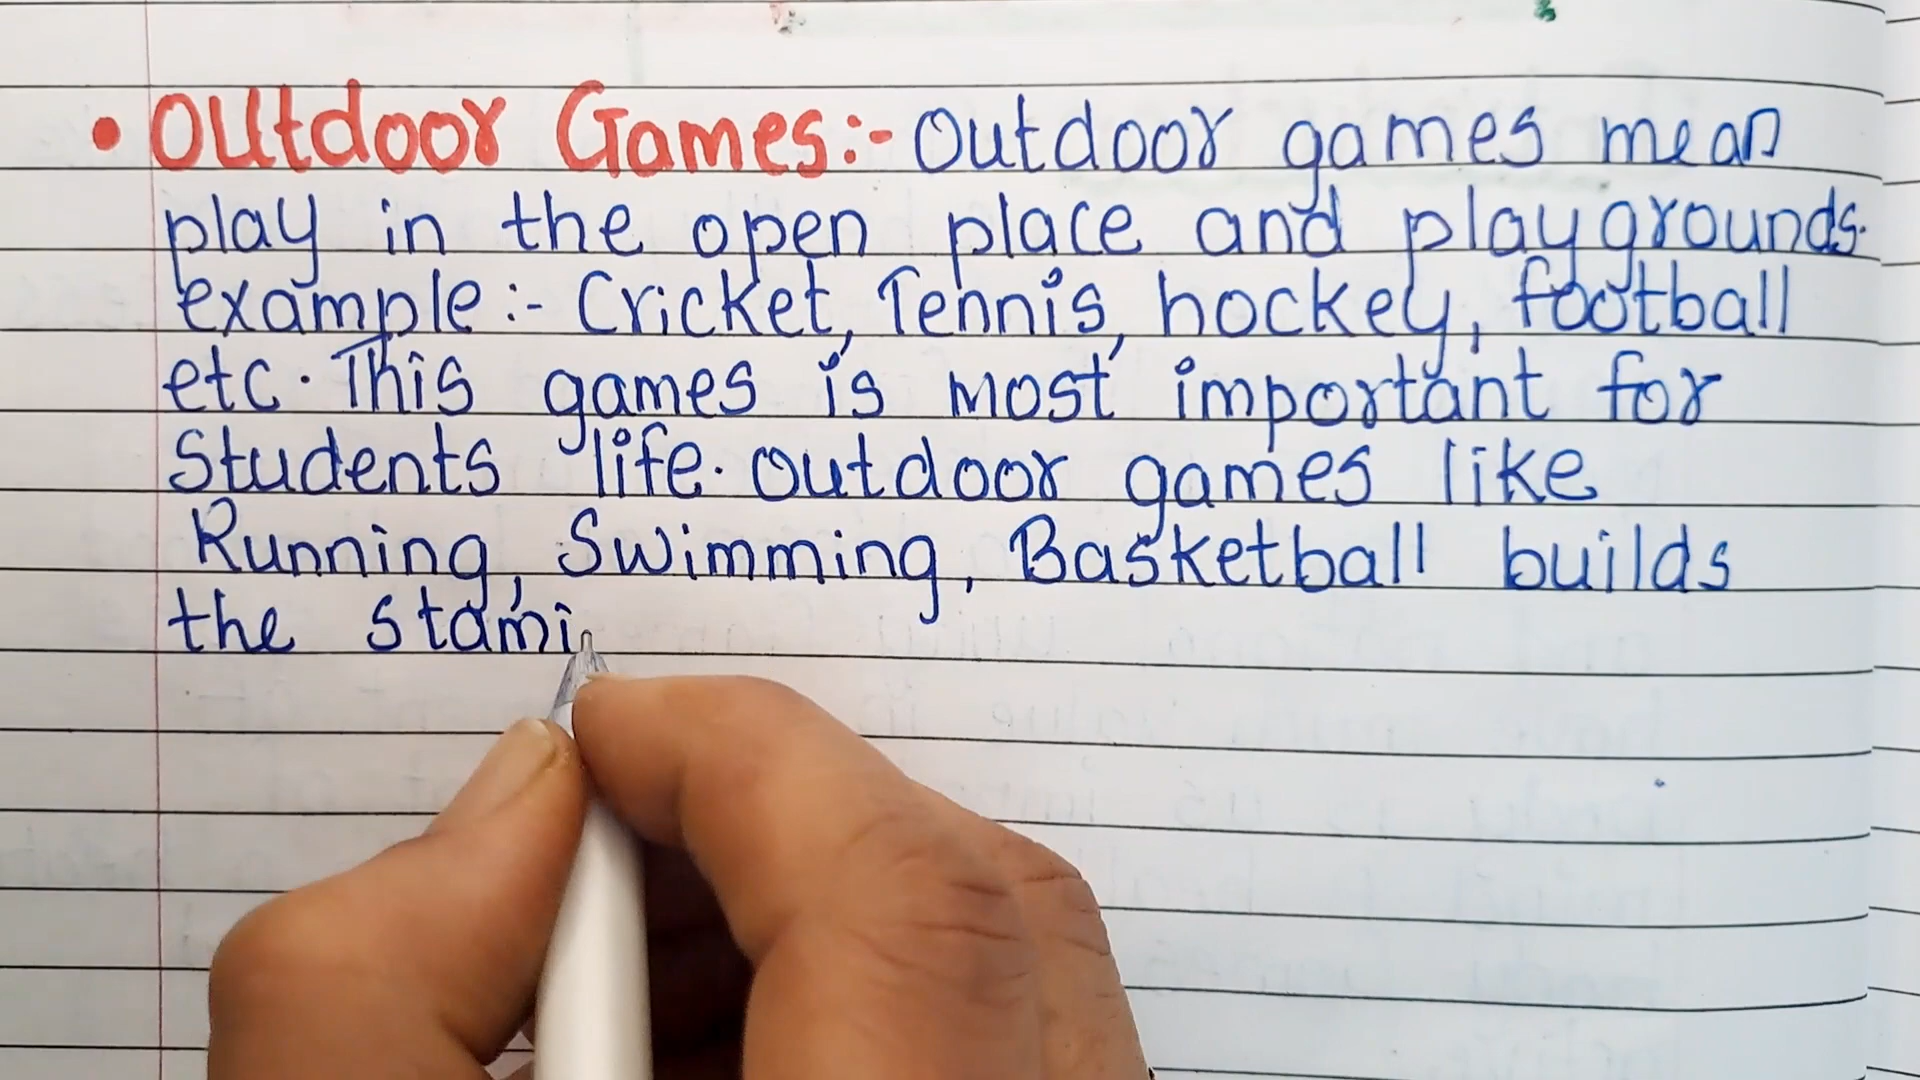 • Outdoor Games:- Outdoor games mean
play in the open place and playgrounds.
example:- Cricket, Tennis, hockey, football
etc. This games is most important for
Students life. Outdoor games like
Running, Swimming, Basketball builds
the stami